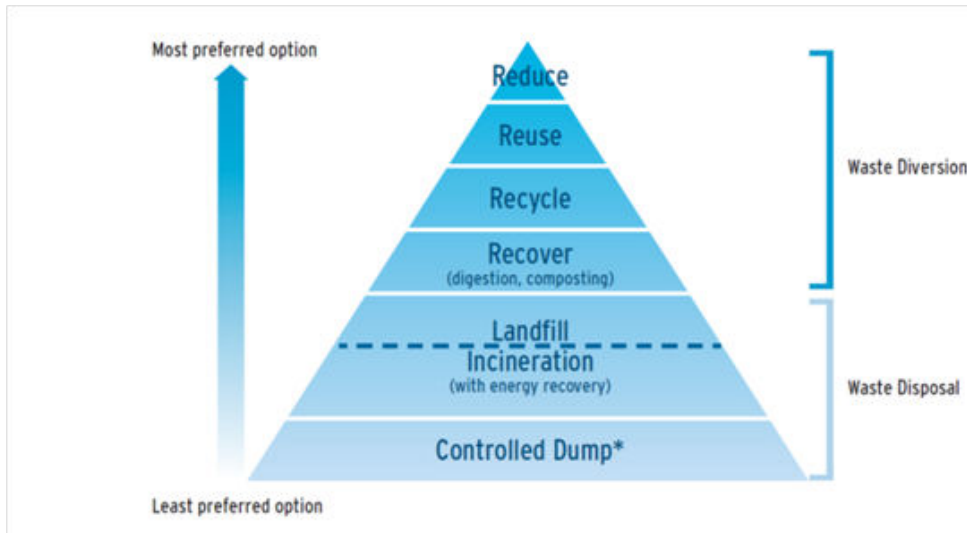 Most preferred option
Reduce
Reuse
Waste Diversion
Recycle
Recover
(digestion, composting)
Landfill
Incineration
(with energy recovery)
Waste Disposal
Controlled Dump*
Least preferred option